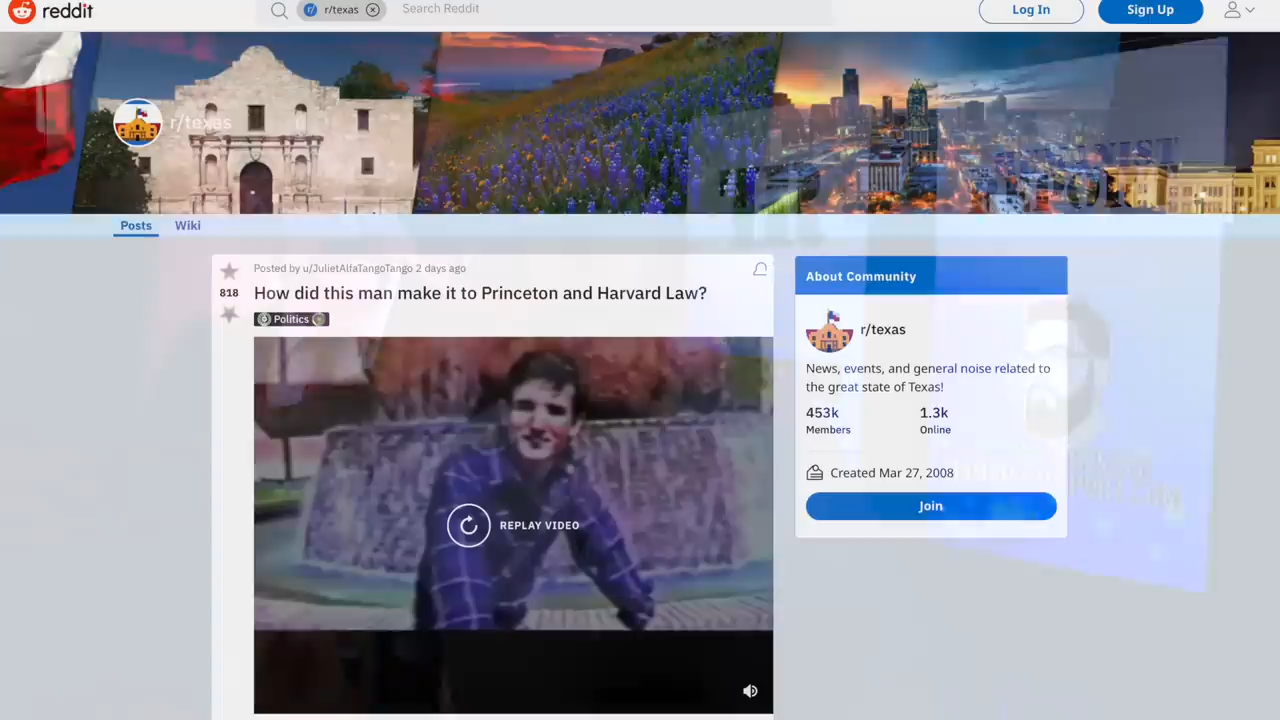 reddit
r/texas
Search Reddit
Log In
Sign Up
r/texas
Posts
Wiki
Posted by u/JulietAlfaTangoTango 2 days ago
818
How did this man make it to Princeton and Harvard Law?
Politics
REPLAY VIDEO
About Community
r/texas
News, events, and general noise related to
the great state of Texas!
453k
1.3k
Members
Online
Created Mar 27, 2008
Join